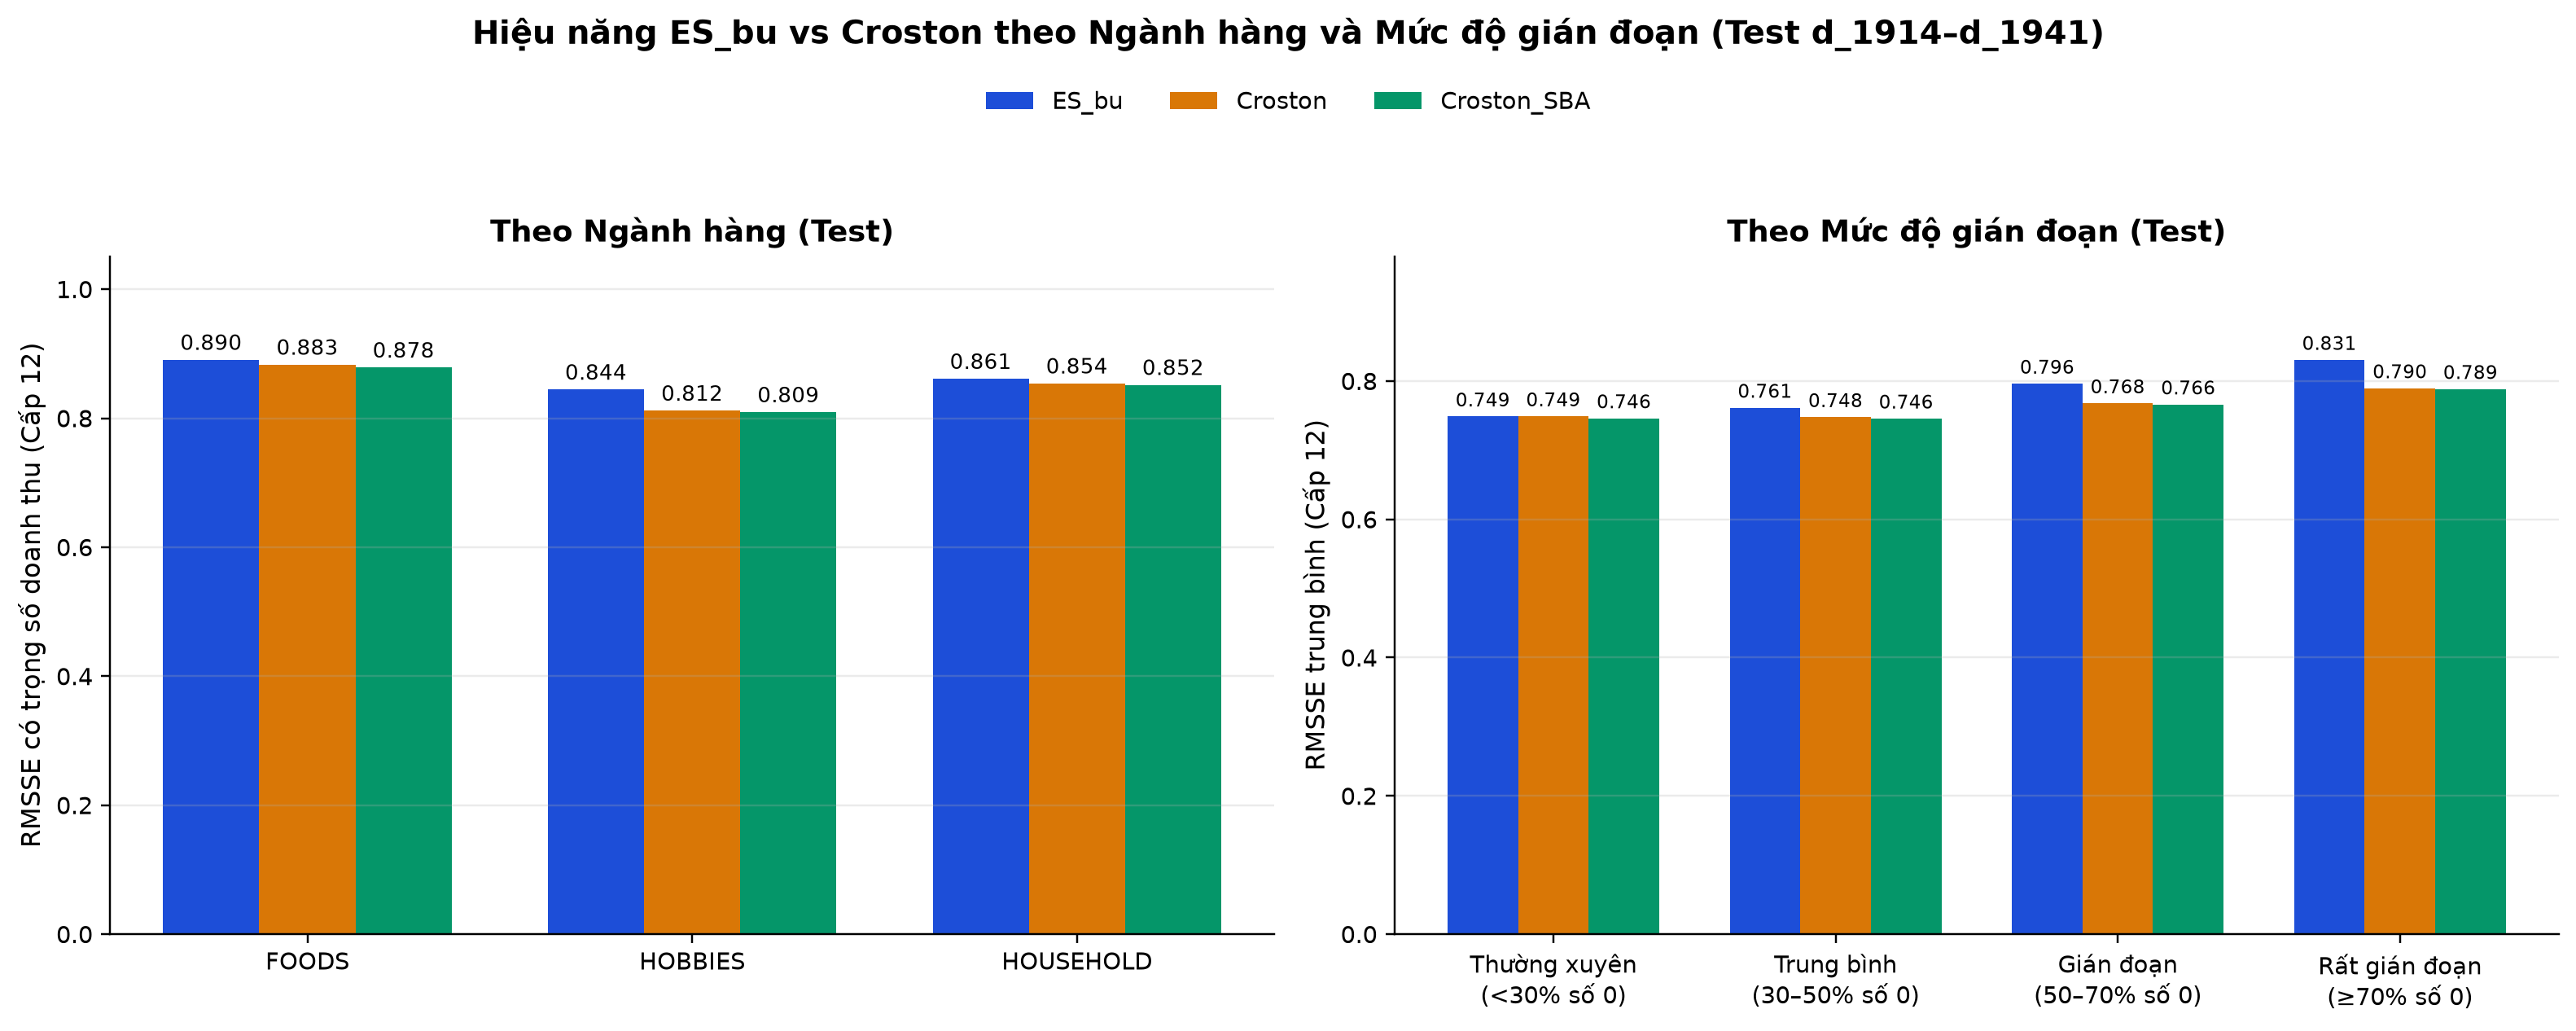 Hiệu năng ES_bu vs Croston theo Ngành hàng và Mức độ gián đoạn (Test d_1914–d_1941)
ES_bu Croston Croston_SBA
Theo Ngành hàng (Test)
RMSSE có trọng số doanh thu (Cấp 12)
1.0
0.8
0.6
0.4
0.2
0.0
0.890 0.883 0.878
0.844 0.812 0.809
0.861 0.854 0.852
FOODS HOBBIES HOUSEHOLD
Theo Mức độ gián đoạn (Test)
RMSSE trung bình (Cấp 12)
0.8
0.6
0.4
0.2
0.0
0.749 0.749 0.746
0.761 0.748 0.746
0.796 0.768 0.766
0.831 0.790 0.789
Thường xuyên
(<30% số 0)
Trung bình
(30–50% số 0)
Gián đoạn
(50–70% số 0)
Rất gián đoạn
(≥70% số 0)